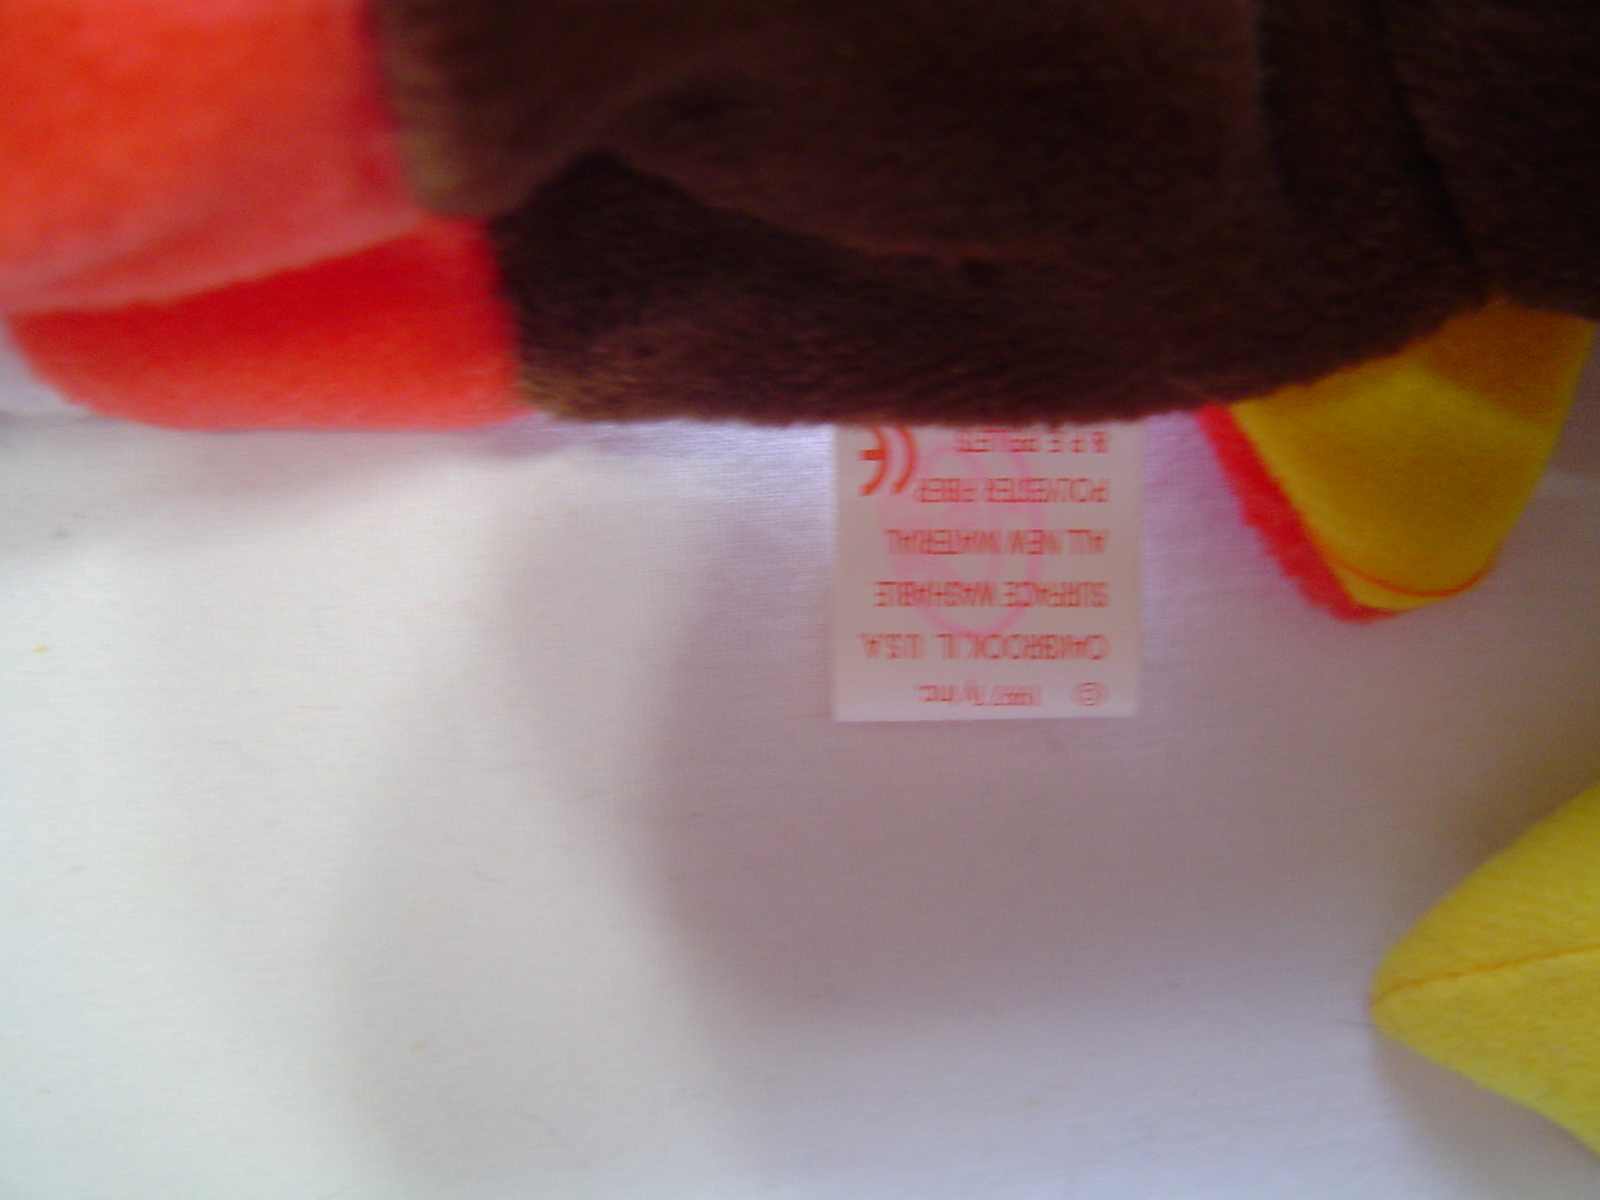 © 1997 Ty Inc.
OAKBROOK IL U.S.A.
SURFACE WASHABLE
ALL NEW MATERIAL
POLYESTER FIBER
& P.E. PELLETS
CE